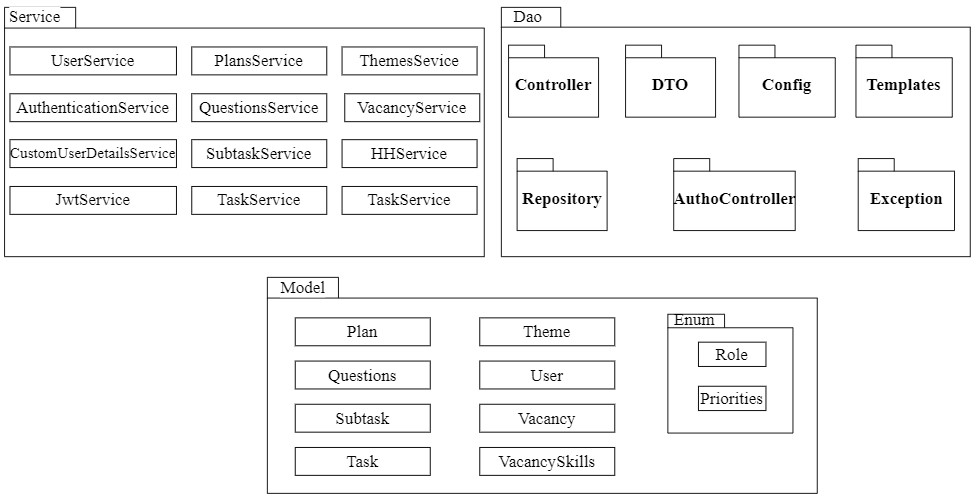 Service
UserService
PlansService
ThemesSevice
AuthenticationService
QuestionsService
VacancyService
CustomUserDetailsService
SubtaskService
HHService
JwtService
TaskService
TaskService
Dao
Controller
DTO
Config
Templates
Repository
AuthoController
Exception
Model
Plan
Theme
Questions
User
Subtask
Vacancy
Task
VacancySkills
Enum
Role
Priorities